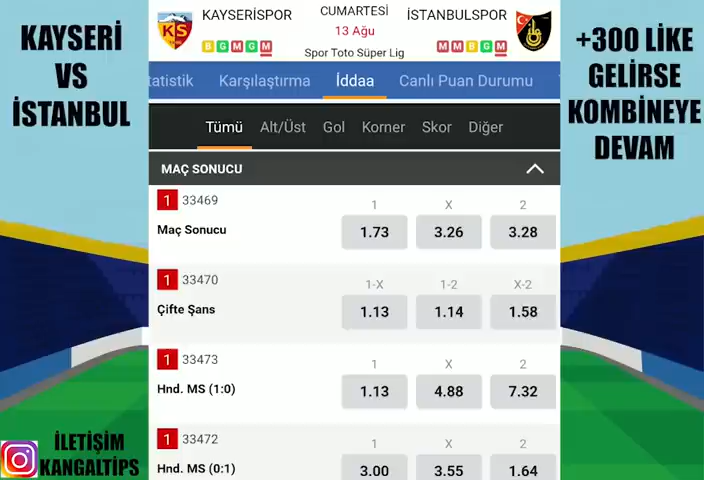 KAYSERİ
VS
İSTANBUL
KAYSERİSPOR
CUMARTESİ
İSTANBULSPOR
13 Ağu
B G M G M
Spor Toto Süper Lig
M M B G M
+300 LİKE
GELİRSE
KOMBİNEYE
DEVAM
tatistik Karşılaştırma İddaa Canlı Puan Durumu
Tümü Alt/Üst Gol Korner Skor Diğer
MAÇ SONUCU
1 33469 1 X 2
Maç Sonucu 1.73 3.26 3.28
1 33470 1-X 1-2 X-2
Çifte Şans 1.13 1.14 1.58
1 33473 1 X 2
Hnd. MS (1:0) 1.13 4.88 7.32
1 33472 1 X 2
Hnd. MS (0:1) 3.00 3.55 1.64
İLETİŞİM
KANGALTİPS